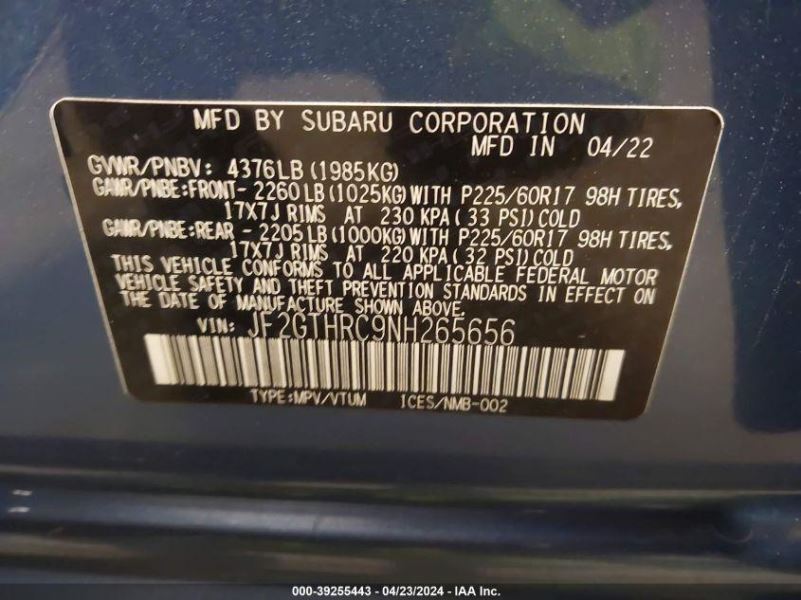 MFD BY SUBARU CORPORATION
MFD IN 04/22
GVWR/PNBV: 4376LB (1985KG)
GAWR/PNBE:FRONT- 2260LB (1025KG) WITH P225/60R17 98H TIRES,
17X7J RIMS AT 230 KPA (33 PSI) COLD
GAWR/PNBE:REAR - 2205LB (1000KG) WITH P225/60R17 98H TIRES,
17X7J RIMS AT 220 KPA (32 PSI) COLD
THIS VEHICLE CONFORMS TO ALL APPLICABLE FEDERAL MOTOR
VEHICLE SAFETY AND THEFT PREVENTION STANDARDS IN EFFECT ON
THE DATE OF MANUFACTURE SHOWN ABOVE.
VIN: JF2GTHRC9NH265656
TYPE:MPV/VTUM ICES/NMB-002
000-39255443 - 04/23/2024 - IAA Inc.